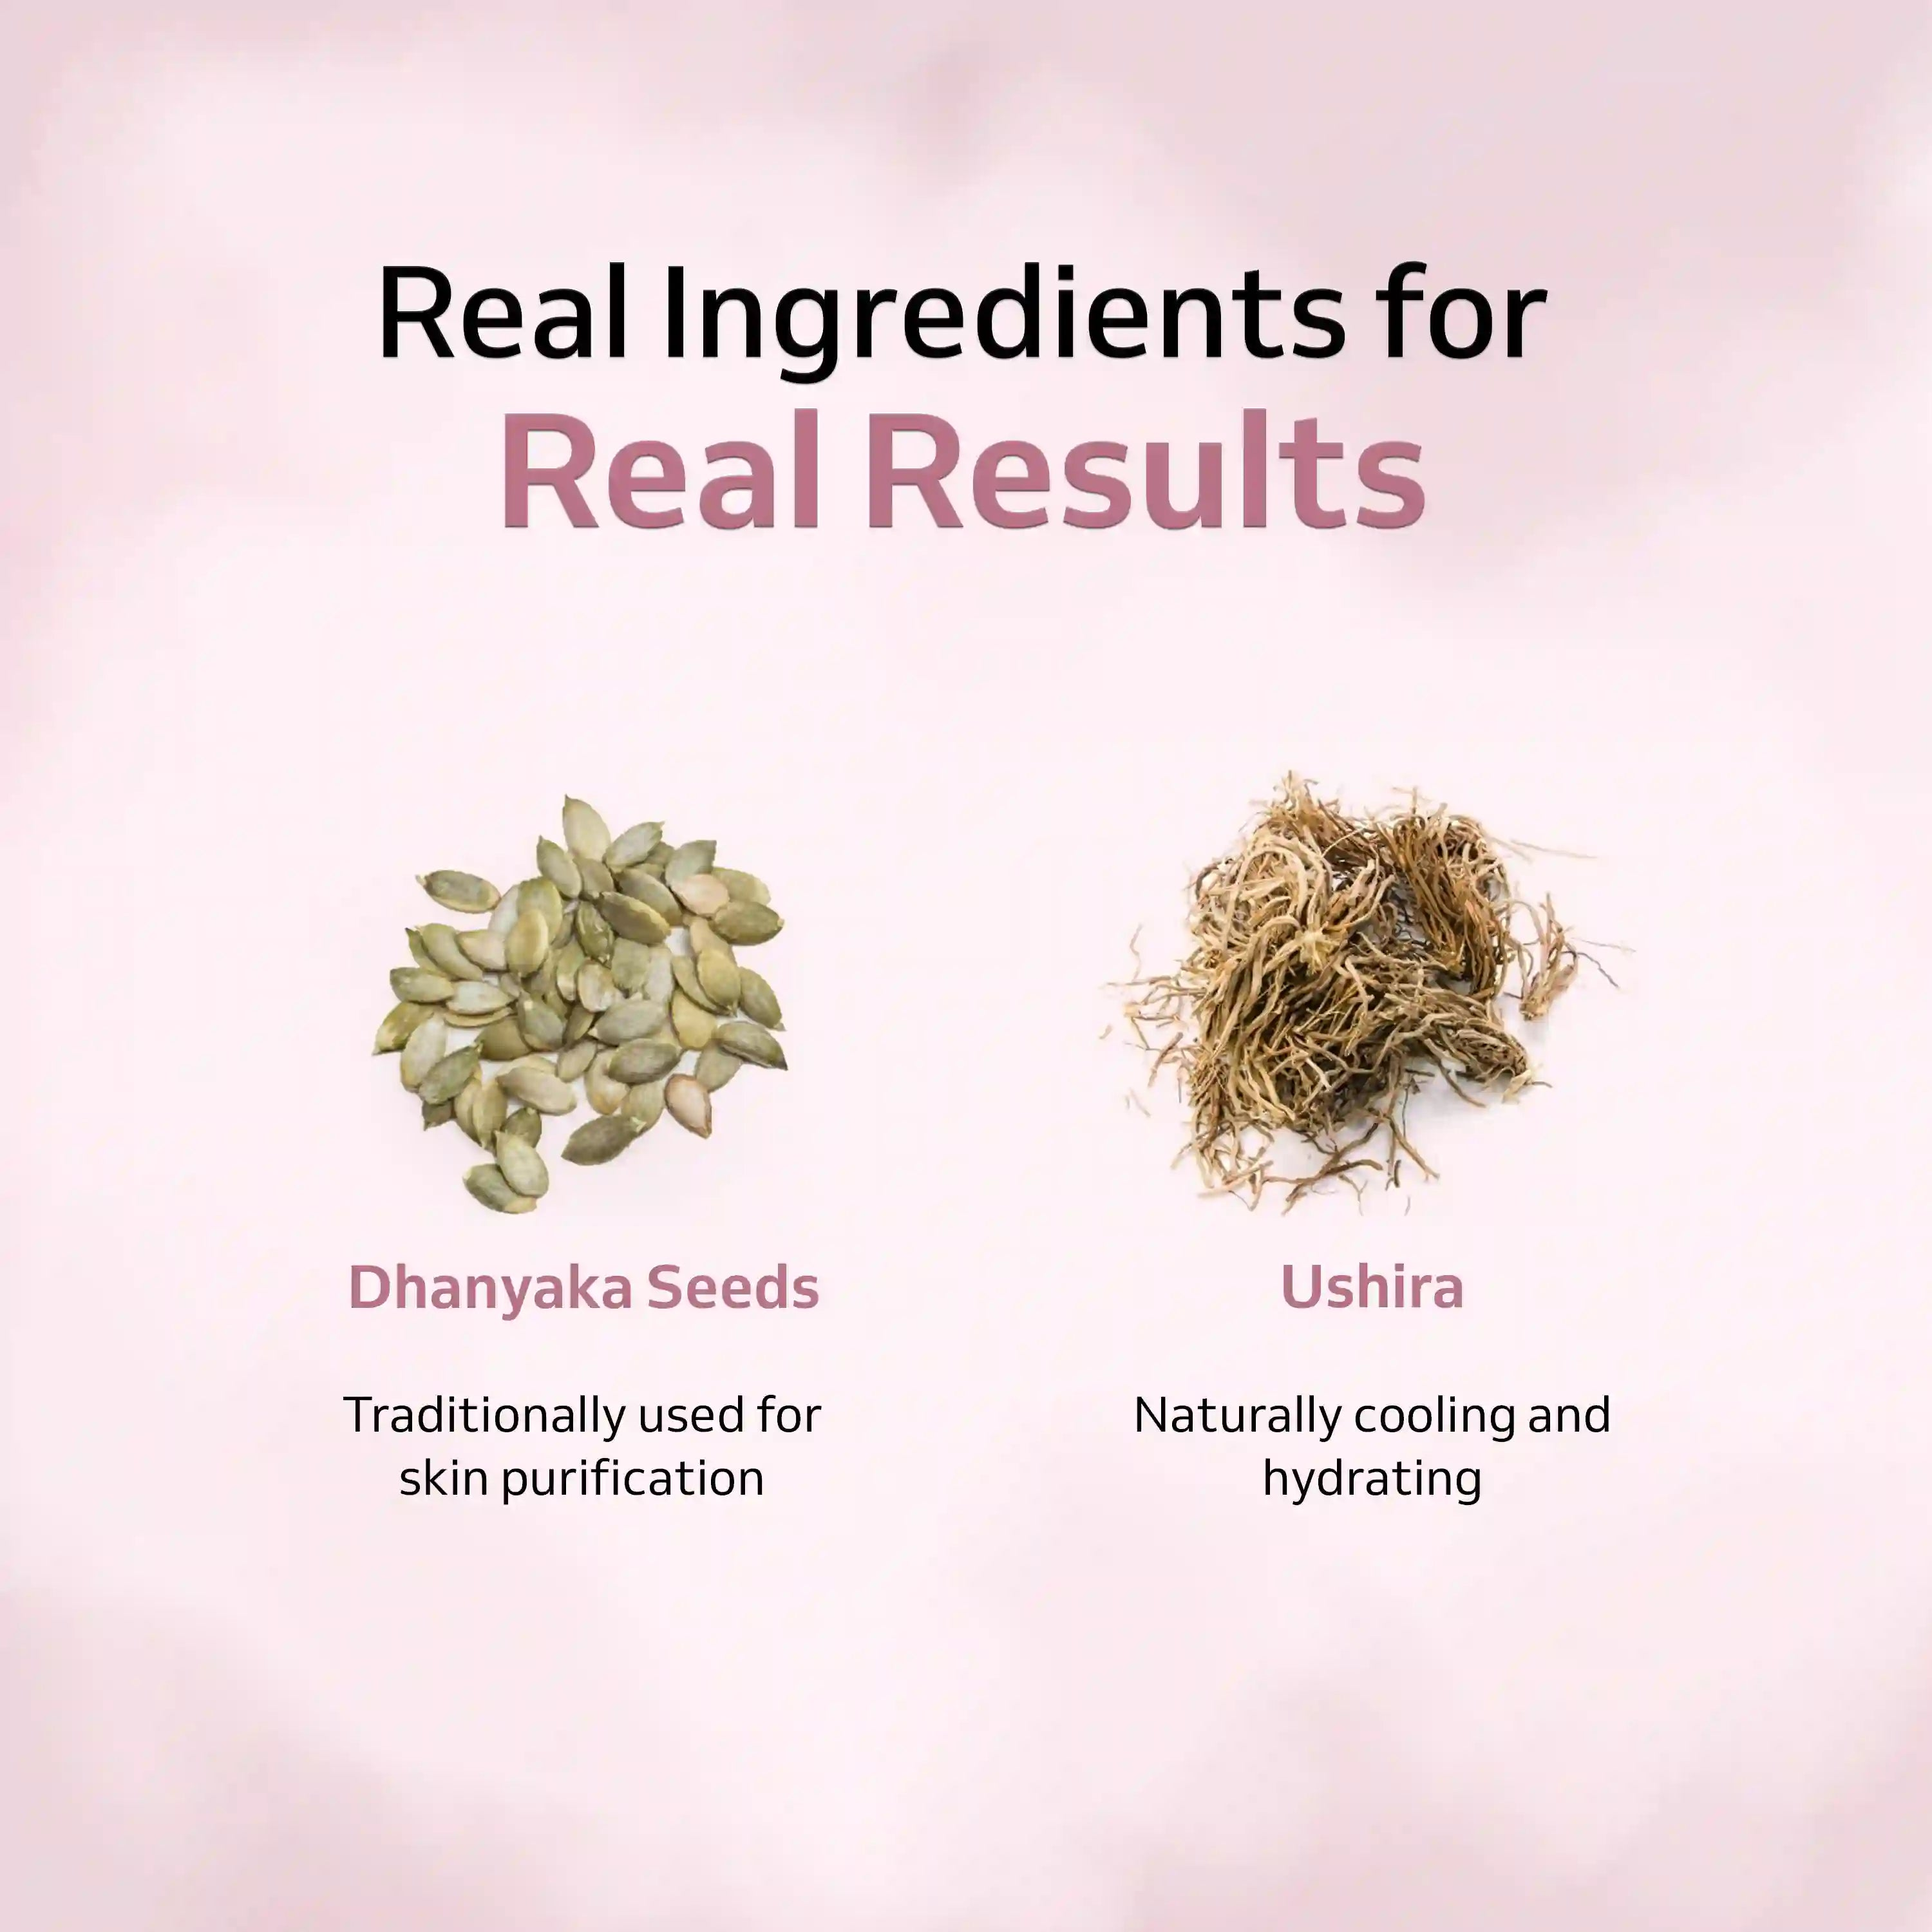 Real Ingredients for
Real Results
Dhanyaka Seeds
Traditionally used for
skin purification
Ushira
Naturally cooling and
hydrating